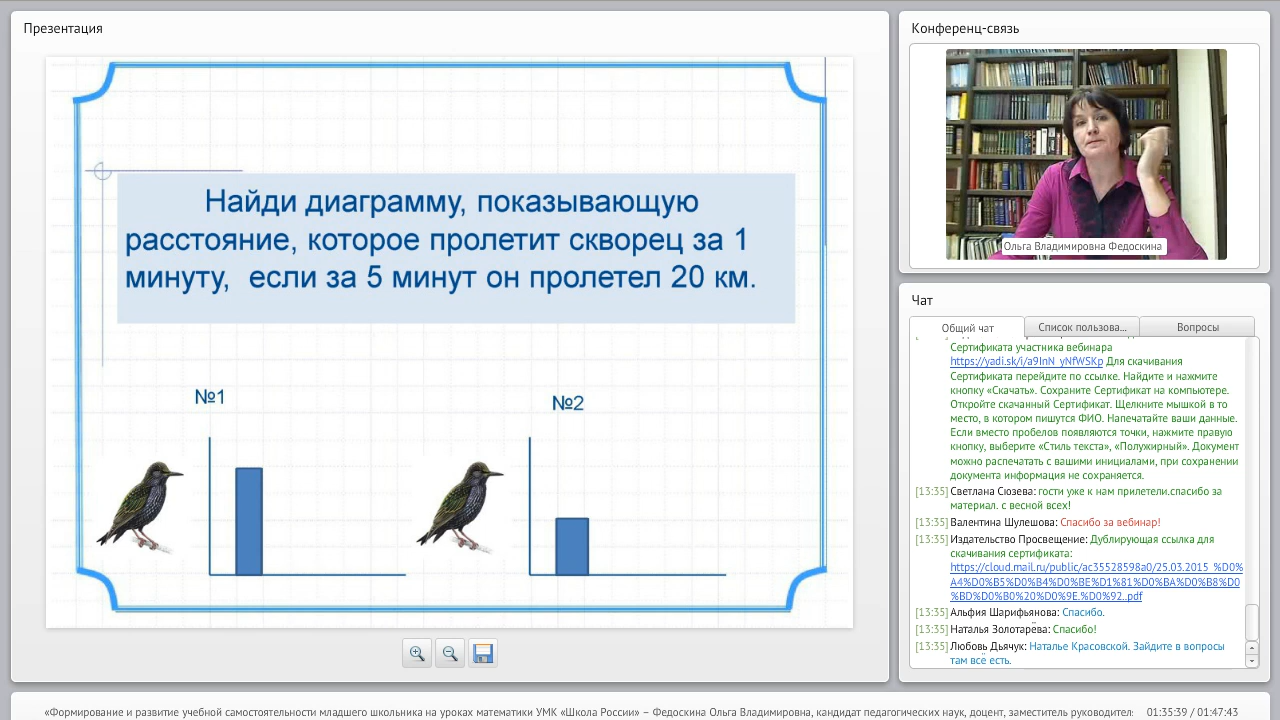 Презентация
Найди диаграмму, показывающую
расстояние, которое пролетит скворец за 1
минуту,  если за 5 минут он пролетел 20 км.
№1
№2
Конференц-связь
Ольга Владимировна Федоскина
Чат
Общий чат
Список пользова...
Вопросы
Сертификата участника вебинара
https://yadi.sk/i/a9InN_yNfWSKp Для скачивания
Сертификата перейдите по ссылке. Найдите и нажмите
кнопку «Скачать». Сохраните Сертификат на компьютере.
Откройте скачанный Сертификат. Щелкните мышкой в то
место, в котором пишутся ФИО. Напечатайте ваши данные.
Если вместо пробелов появляются точки, нажмите правую
кнопку, выберите «Стиль текста», «Полужирный». Документ
можно распечатать с вашими инициалами, при сохранении
документа информация не сохраняется.
[13:35] Светлана Сюзева: гости уже к нам прилетели.спасибо за
материал. с весной всех!
[13:35] Валентина Шулешова: Спасибо за вебинар!
[13:35] Издательство Просвещение: Дублирующая ссылка для
скачивания сертификата:
https://cloud.mail.ru/public/ac35528598a0/25.03.2015_%D0%
A4%D0%B5%D0%B4%D0%BE%D1%81%D0%BA%D0%B8%D0
%BD%D0%B0%20%D0%9E.%D0%92..pdf
[13:35] Альфия Шарифьянова: Спасибо.
[13:35] Наталья Золотарёва: Спасибо!
[13:35] Любовь Дьячук: Наталье Красовской. Зайдите в вопросы
там всё есть.
«Формирование и развитие учебной самостоятельности младшего школьника на уроках математики УМК «Школа России» – Федоскина Ольга Владимировна, кандидат педагогических наук, доцент, заместитель руководител
01:35:39 / 01:47:43